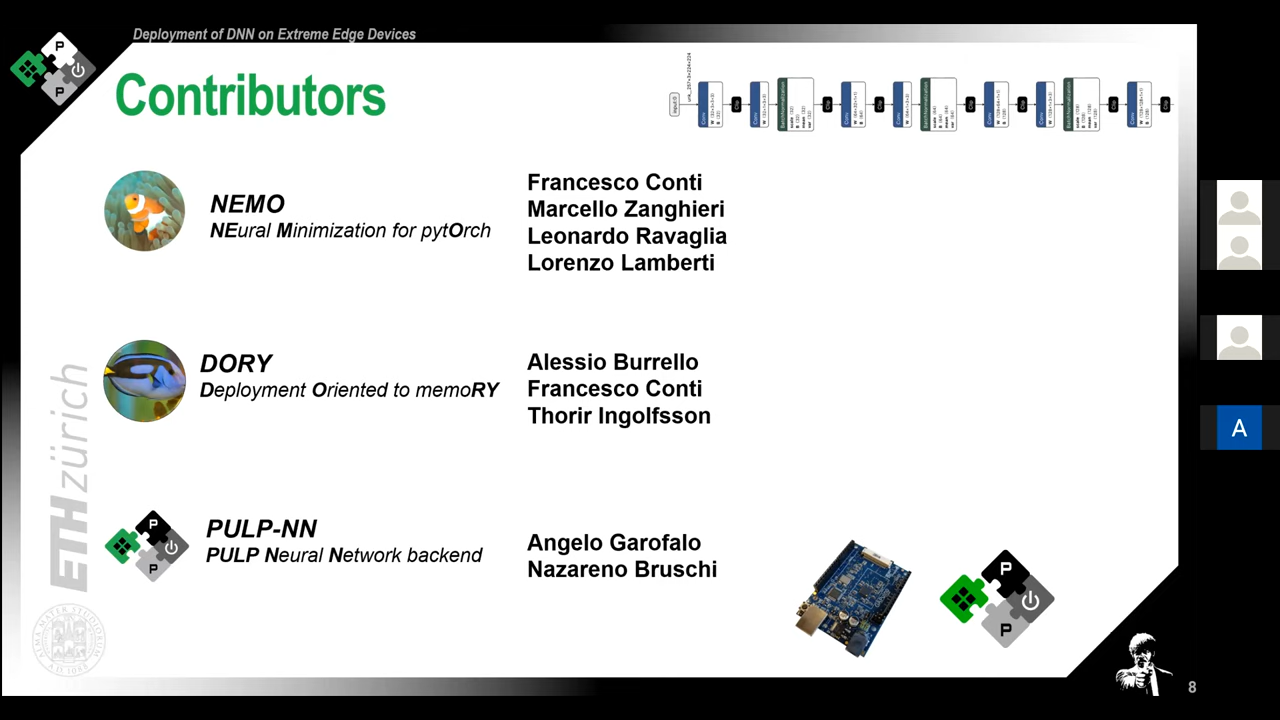 Deployment of DNN on Extreme Edge Devices
Contributors
NEMO
NEural Minimization for pytOrch
Francesco Conti
Marcello Zanghieri
Leonardo Ravaglia
Lorenzo Lamberti
DORY
Deployment Oriented to memoRY
Alessio Burrello
Francesco Conti
Thorir Ingolfsson
PULP-NN
PULP Neural Network backend
Angelo Garofalo
Nazareno Bruschi
ETH zürich
P
P
P
P
P
P
A
8